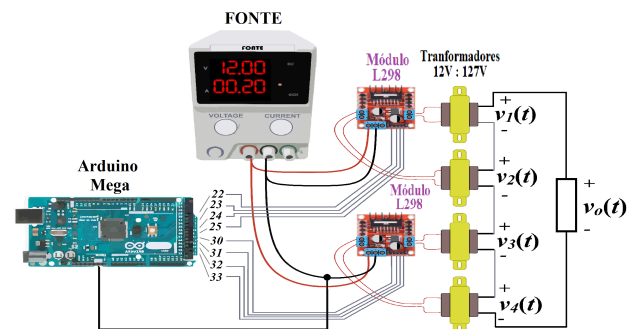 FONTE
FONTE
V
12.00
A
00.20
VOLTAGE
CURRENT
Módulo
L298
Tranformadores
12V : 127V
+
v1(t)
-
+
v2(t)
-
Arduino
Mega
22
23
24
25
30
31
32
33
Módulo
L298
+
v3(t)
-
+
v4(t)
-
+
vo(t)
-
ARDUINO